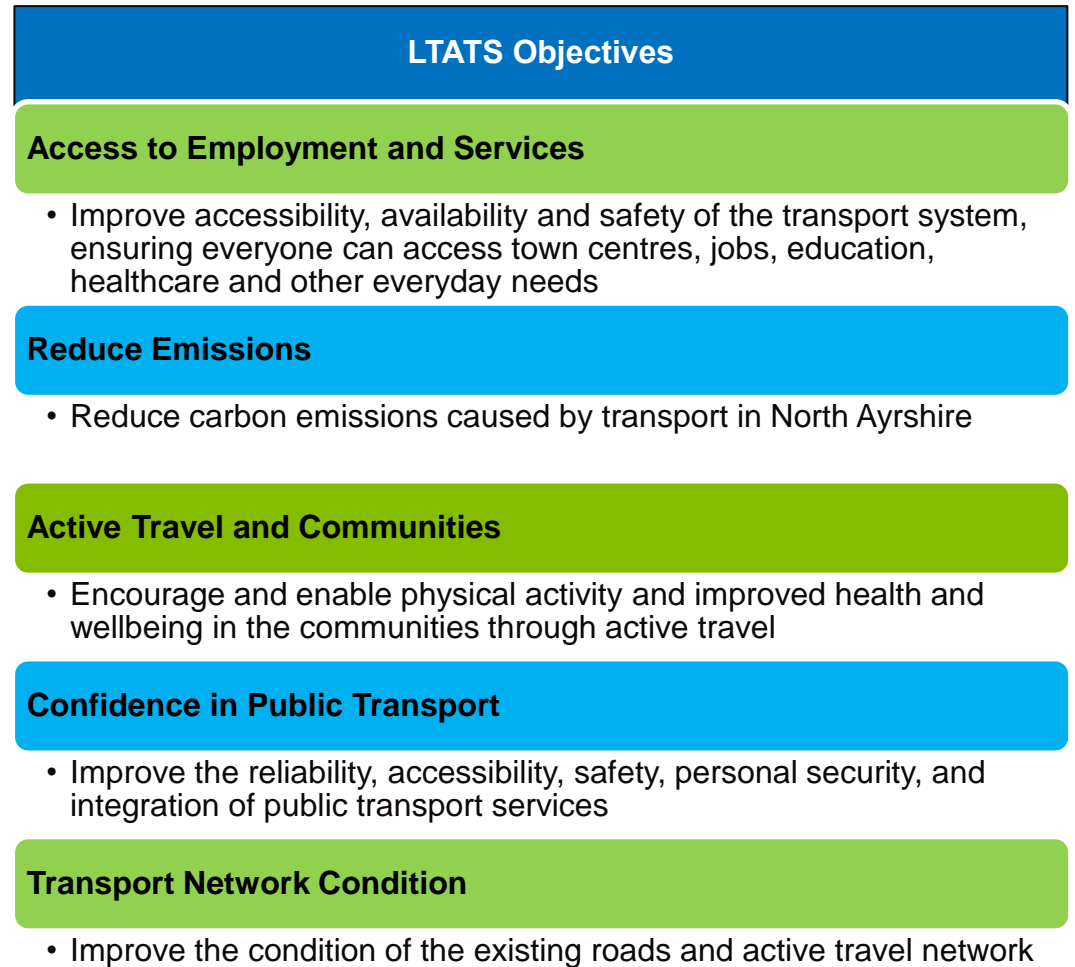 LTATS Objectives
Access to Employment and Services
• Improve accessibility, availability and safety of the transport system,
ensuring everyone can access town centres, jobs, education,
healthcare and other everyday needs
Reduce Emissions
• Reduce carbon emissions caused by transport in North Ayrshire
Active Travel and Communities
• Encourage and enable physical activity and improved health and
wellbeing in the communities through active travel
Confidence in Public Transport
• Improve the reliability, accessibility, safety, personal security, and
integration of public transport services
Transport Network Condition
• Improve the condition of the existing roads and active travel network